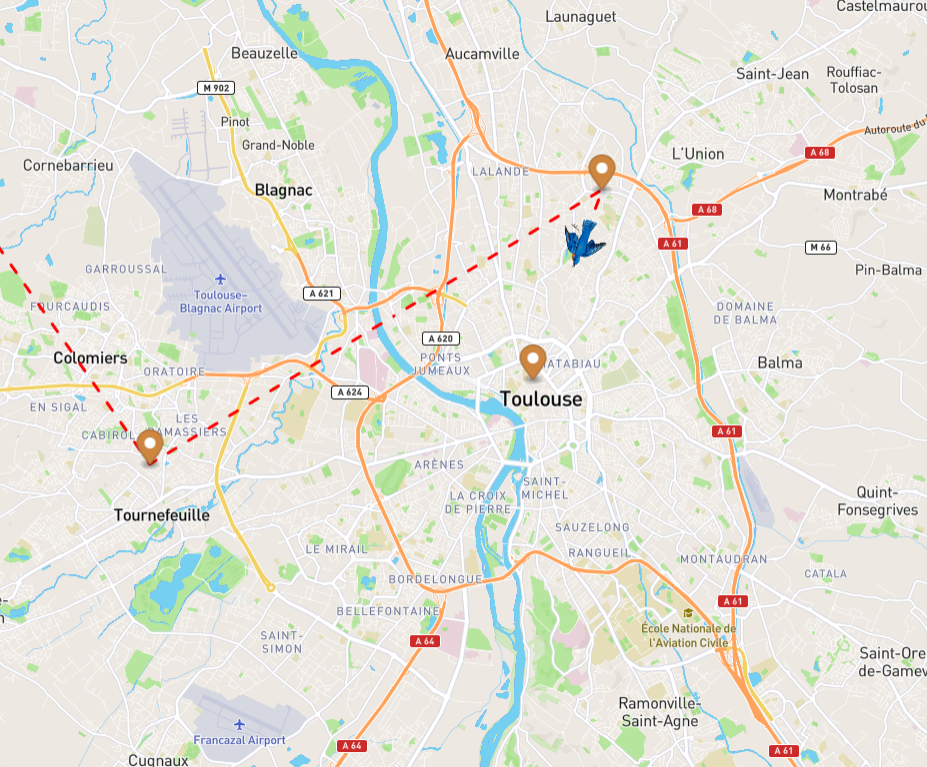 Launaguet
Castelmaurou
Beauzelle
Aucamville
Saint-Jean
Rouffiac-
Tolosan
M 902
Pinot
Autoroute du
Grand-Noble
L'Union
A 68
Cornebarrieu
LALANDE
Blagnac
Montrabé
A 68
A 61
M 66
GARROUSSAL
Pin-Balma
Toulouse–
Blagnac Airport
A 621
FOURCAUDIS
DOMAINE
DE BALMA
A 620
Colomiers
PONTS
JUMEAUX
MATABIAU
Balma
ORATOIRE
A 624
Toulouse
EN SIGAL
LES
RAMASSIERS
CABIROL
A 61
ARÈNES
SAINT-
MICHEL
LA CROIX
DE PIERRE
Quint-
Fonsegrives
Tournefeuille
SAUZELONG
LE MIRAIL
RANGUEIL
MONTAUDRAN
BORDELONGUE
CATALA
A 61
BELLEFONTAINE
École Nationale de
l'Aviation Civile
SAINT-
SIMON
A 64
Saint-Ore
de-Gamev
Ramonville-
Saint-Agne
Francazal Airport
A 64
A 61
Cugnaux